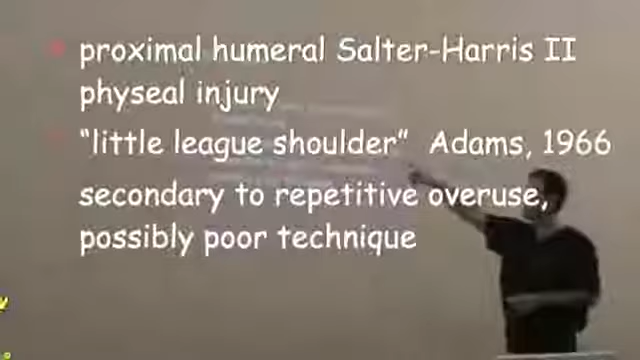 proximal humeral Salter-Harris II
physeal injury
"little league shoulder" Adams, 1966
secondary to repetitive overuse,
possibly poor technique